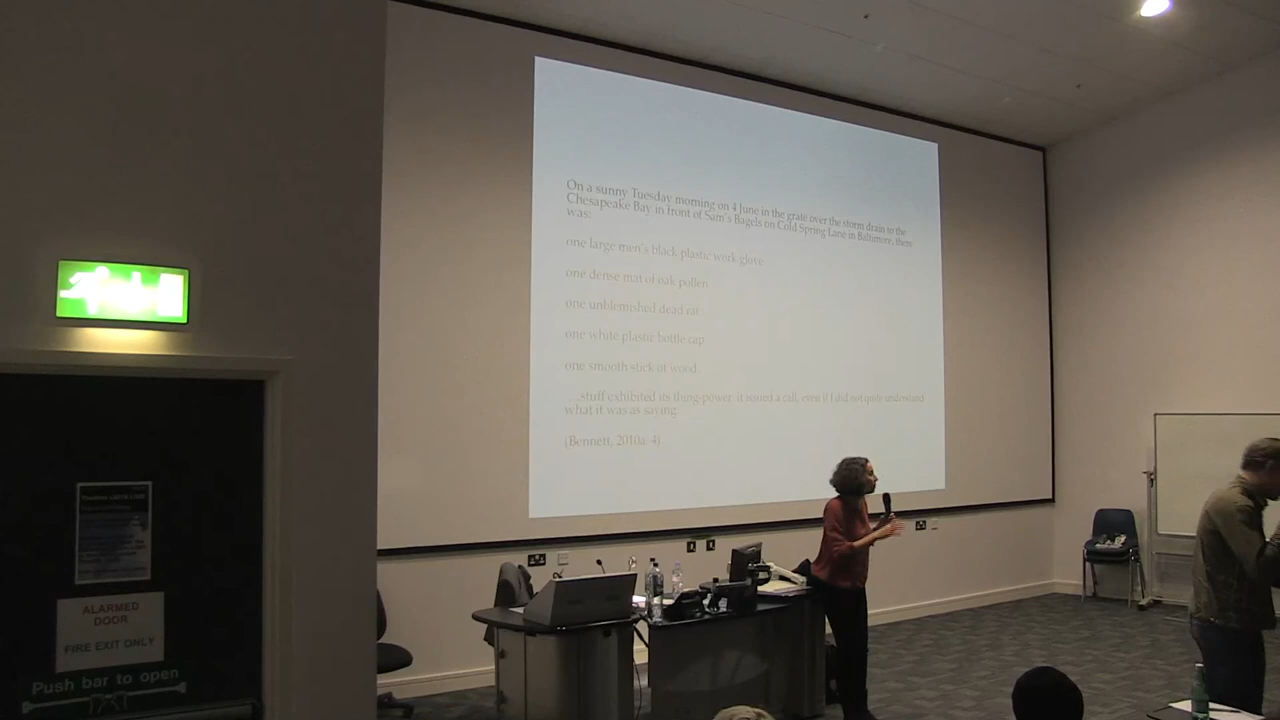 On a sunny Tuesday morning on 4 June in the grate over the storm drain to the
Chesapeake Bay in front of Sam's Bagels on Cold Spring Lane in Baltimore, there
was:
one large men's black plastic work glove
one dense mat of oak pollen
one unblemished dead rat
one white plastic bottle cap
one smooth stick of wood
...stuff exhibited its thing-power: it issued a call, even if I did not quite understand
what it was as saying.
(Bennett, 2010a, 4)
ALARMED
DOOR
FIRE EXIT ONLY
Push bar to open